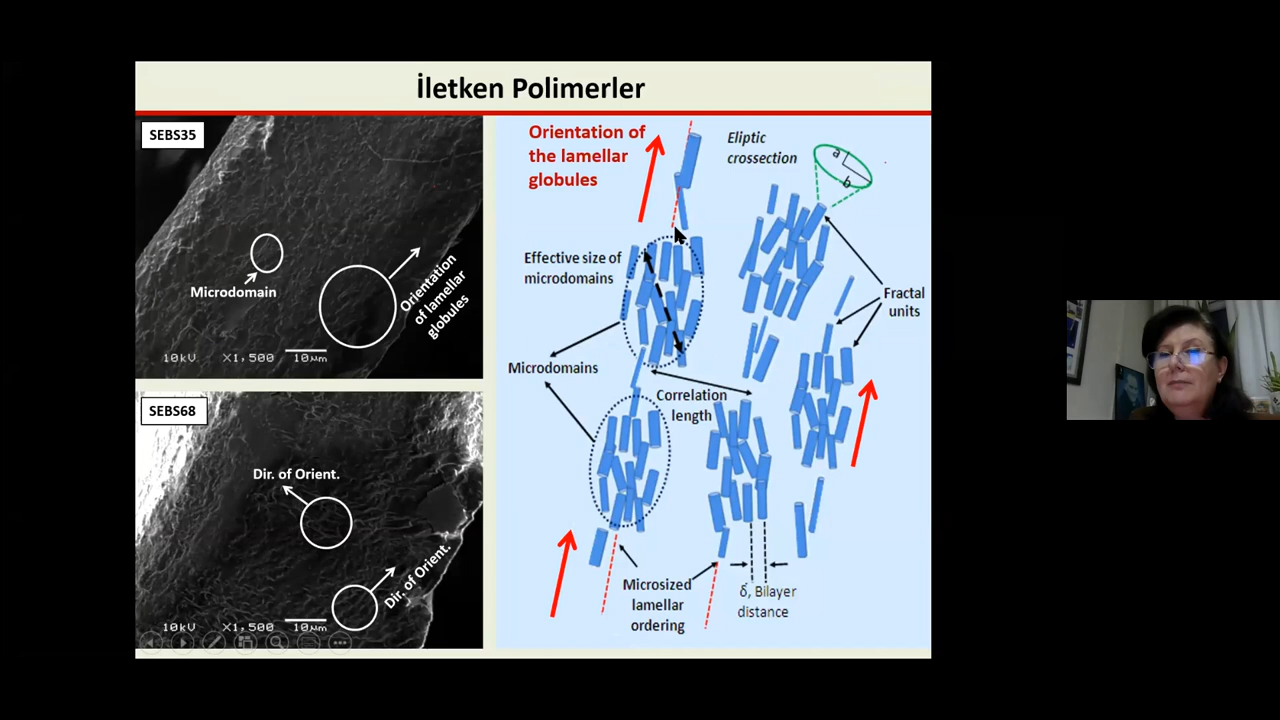 İletken Polimerler
SEBS35
Microdomain
Orientation
of lamellar
globules
10kV
X1,500
10µm
SEBS68
Dir. of Orient.
Dir. of Orient.
10kV
X1,500
10µm
Orientation of
the lamellar
globules
Eliptic
crossection
a
b
Effective size of
microdomains
Fractal
units
Microdomains
Correlation
length
Microsized
lamellar
ordering
δ, Bilayer
distance